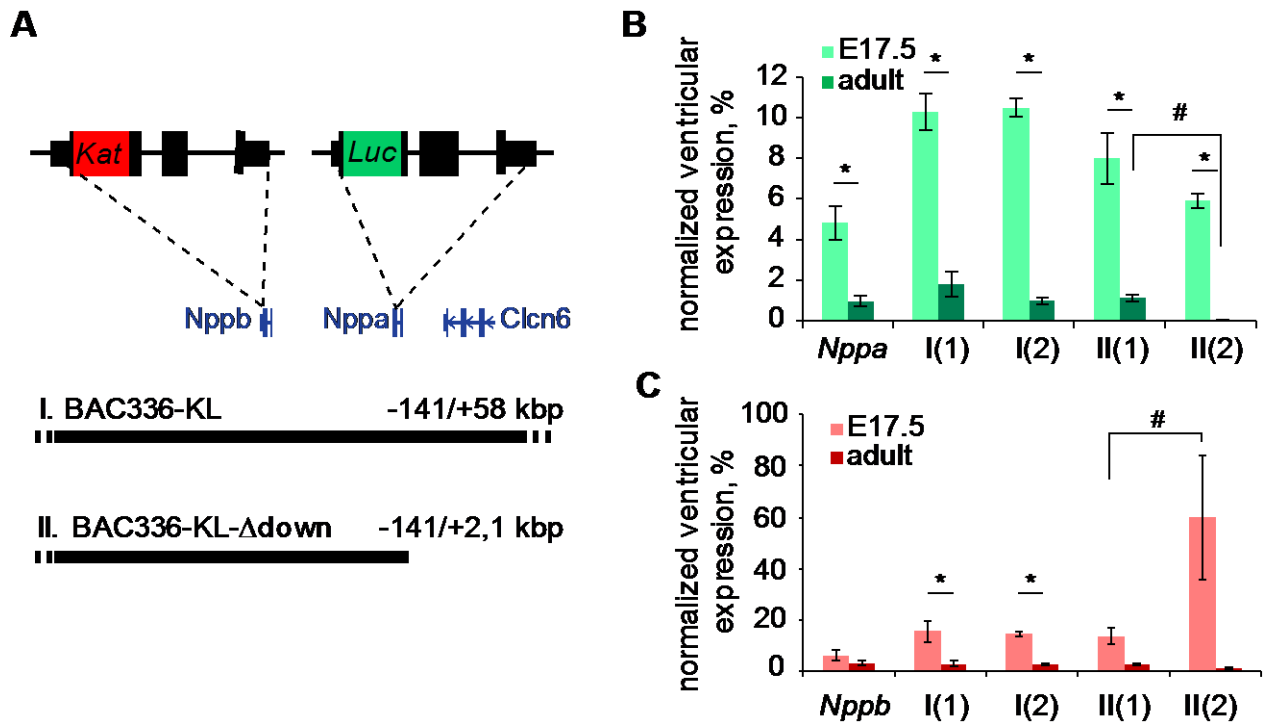 A
Kat
Luc
Nppb
Nppa
Clcn6
I. BAC336-KL -141/+58 kbp
II. BAC336-KL-Δdown -141/+2,1 kbp
B
normalized ventricular
expression, %
E17.5
adult
12
10
8
6
4
2
0
*
*
*
*
*
#
Nppa I(1) I(2) II(1) II(2)
C
normalized ventricular
expression, %
E17.5
adult
100
80
60
40
20
0
*
*
#
Nppb I(1) I(2) II(1) II(2)